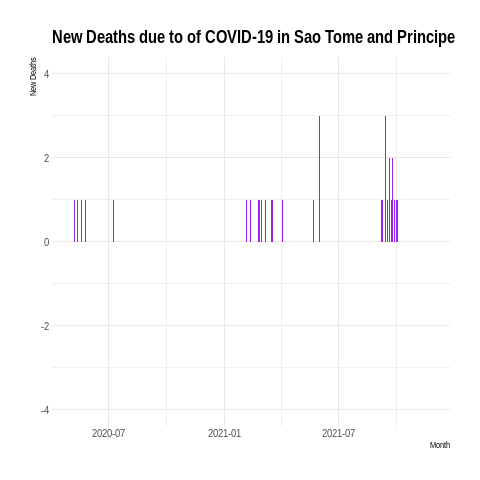 New Deaths due to of COVID-19 in Sao Tome and Principe
New Deaths
4
2
0
-2
-4
2020-07
2021-01
2021-07
Month